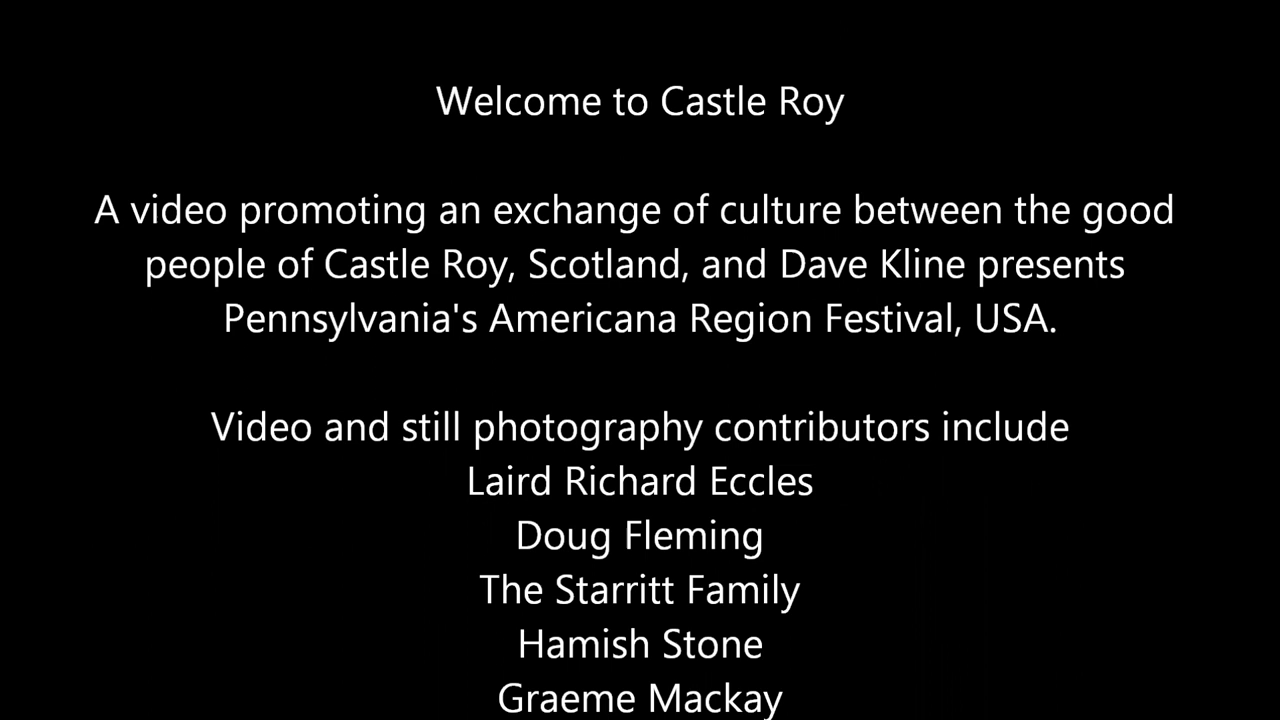 Welcome to Castle Roy
A video promoting an exchange of culture between the good
people of Castle Roy, Scotland, and Dave Kline presents
Pennsylvania's Americana Region Festival, USA.
Video and still photography contributors include
Laird Richard Eccles
Doug Fleming
The Starritt Family
Hamish Stone
Graeme Mackay